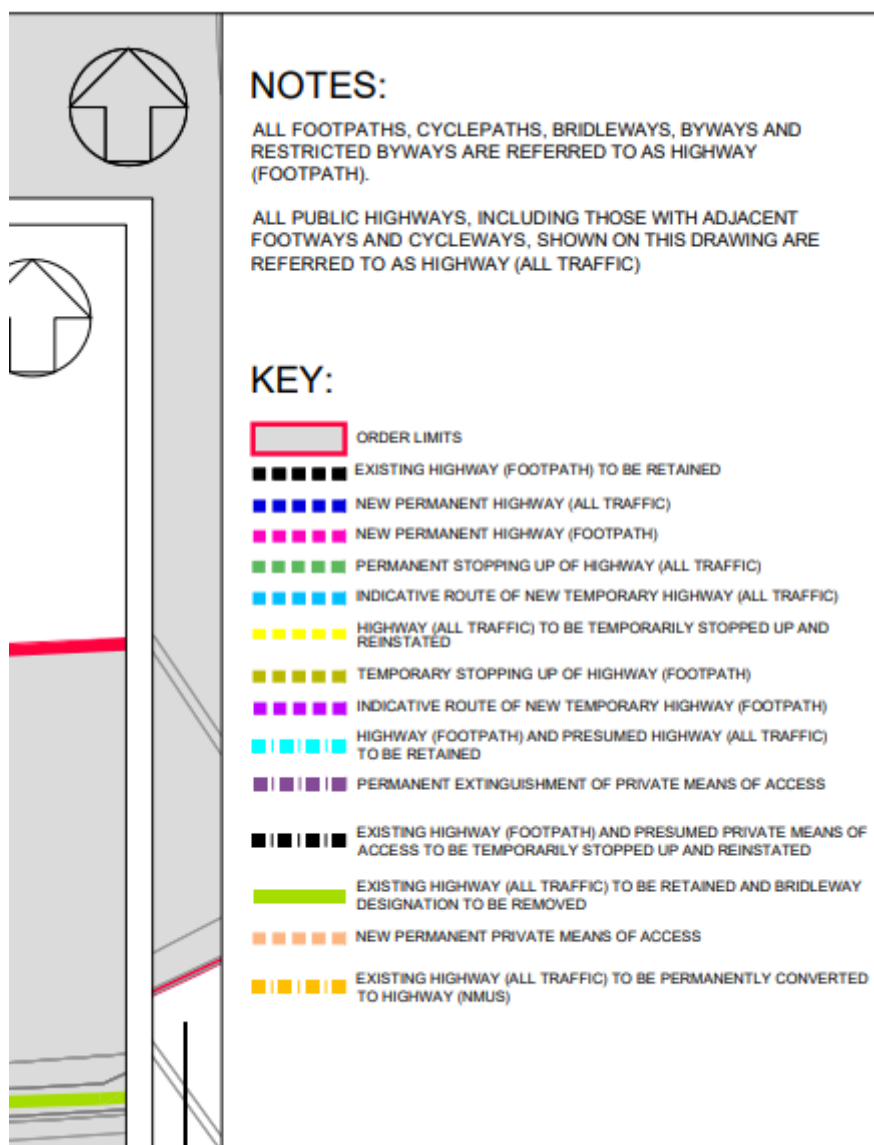 NOTES:
ALL FOOTPATHS, CYCLEPATHS, BRIDLEWAYS, BYWAYS AND
RESTRICTED BYWAYS ARE REFERRED TO AS HIGHWAY
(FOOTPATH).
ALL PUBLIC HIGHWAYS, INCLUDING THOSE WITH ADJACENT
FOOTWAYS AND CYCLEWAYS, SHOWN ON THIS DRAWING ARE
REFERRED TO AS HIGHWAY (ALL TRAFFIC)
KEY:
ORDER LIMITS
EXISTING HIGHWAY (FOOTPATH) TO BE RETAINED
NEW PERMANENT HIGHWAY (ALL TRAFFIC)
NEW PERMANENT HIGHWAY (FOOTPATH)
PERMANENT STOPPING UP OF HIGHWAY (ALL TRAFFIC)
INDICATIVE ROUTE OF NEW TEMPORARY HIGHWAY (ALL TRAFFIC)
HIGHWAY (ALL TRAFFIC) TO BE TEMPORARILY STOPPED UP AND
REINSTATED
TEMPORARY STOPPING UP OF HIGHWAY (FOOTPATH)
INDICATIVE ROUTE OF NEW TEMPORARY HIGHWAY (FOOTPATH)
HIGHWAY (FOOTPATH) AND PRESUMED HIGHWAY (ALL TRAFFIC)
TO BE RETAINED
PERMANENT EXTINGUISHMENT OF PRIVATE MEANS OF ACCESS
EXISTING HIGHWAY (FOOTPATH) AND PRESUMED PRIVATE MEANS OF
ACCESS TO BE TEMPORARILY STOPPED UP AND REINSTATED
EXISTING HIGHWAY (ALL TRAFFIC) TO BE RETAINED AND BRIDLEWAY
DESIGNATION TO BE REMOVED
NEW PERMANENT PRIVATE MEANS OF ACCESS
EXISTING HIGHWAY (ALL TRAFFIC) TO BE PERMANENTLY CONVERTED
TO HIGHWAY (NMUS)